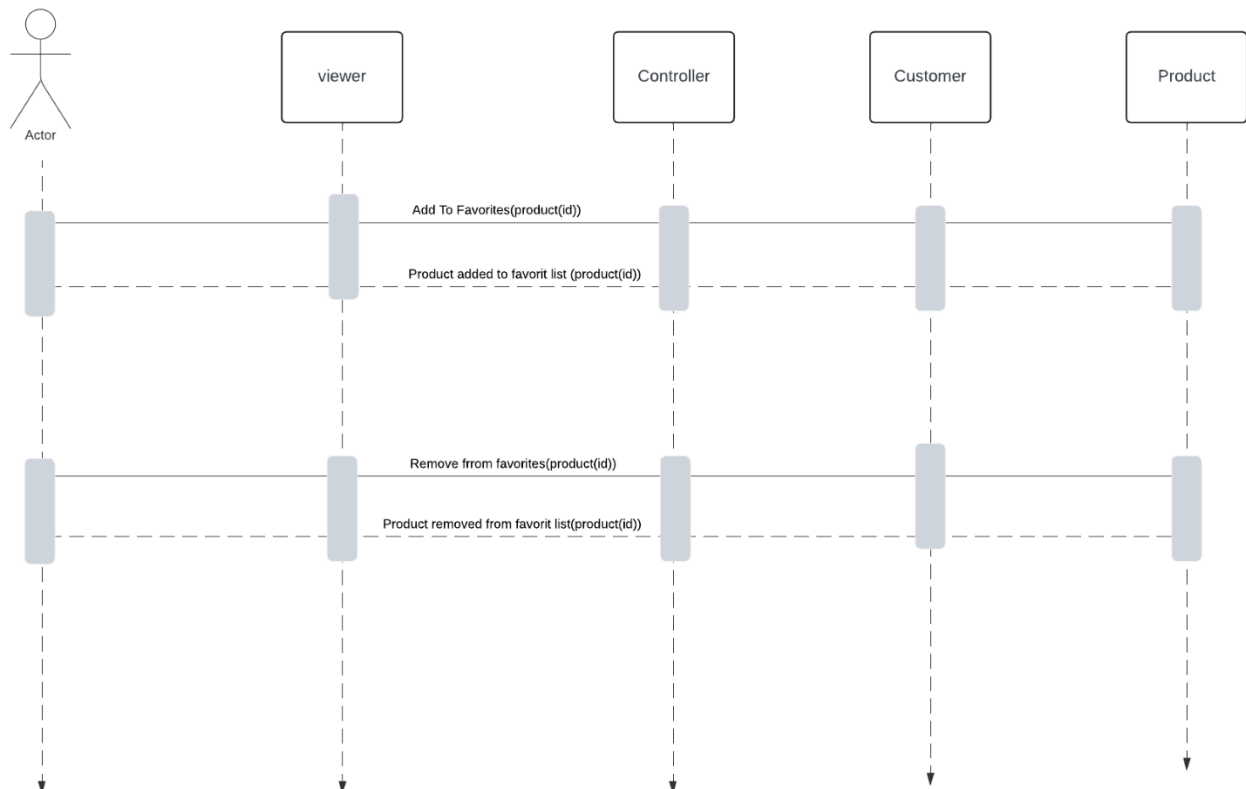 Actor
viewer
Controller
Customer
Product
Add To Favorites(product(id))
Product added to favorit list (product(id))
Remove frrom favorites(product(id))
Product removed from favorit list(product(id))